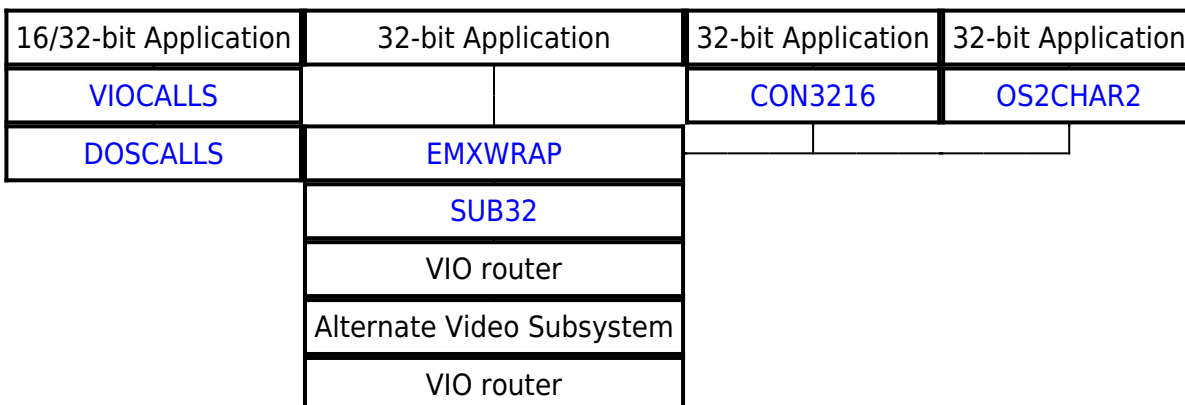 16/32-bit Application 32-bit Application 32-bit Application 32-bit Application
VIOCALLS CON3216 OS2CHAR2
DOSCALLS EMXWRAP
SUB32
VIO router
Alternate Video Subsystem
VIO router